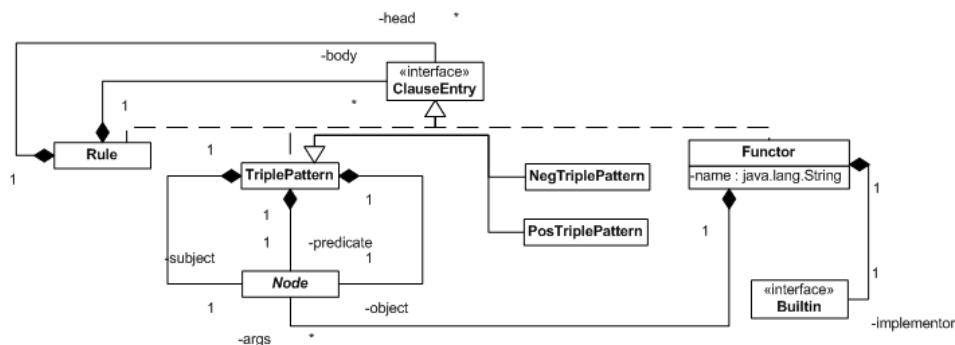 -head *
-body
«interface»
ClauseEntry
1 *
Rule
1
1
TriplePattern
1
1
1
-predicate
1
-subject
Node
1
-object
-args *
NegTriplePattern
PosTriplePattern
Functor
-name : java.lang.String
1
1
1
«interface»
Builtin
-implementor